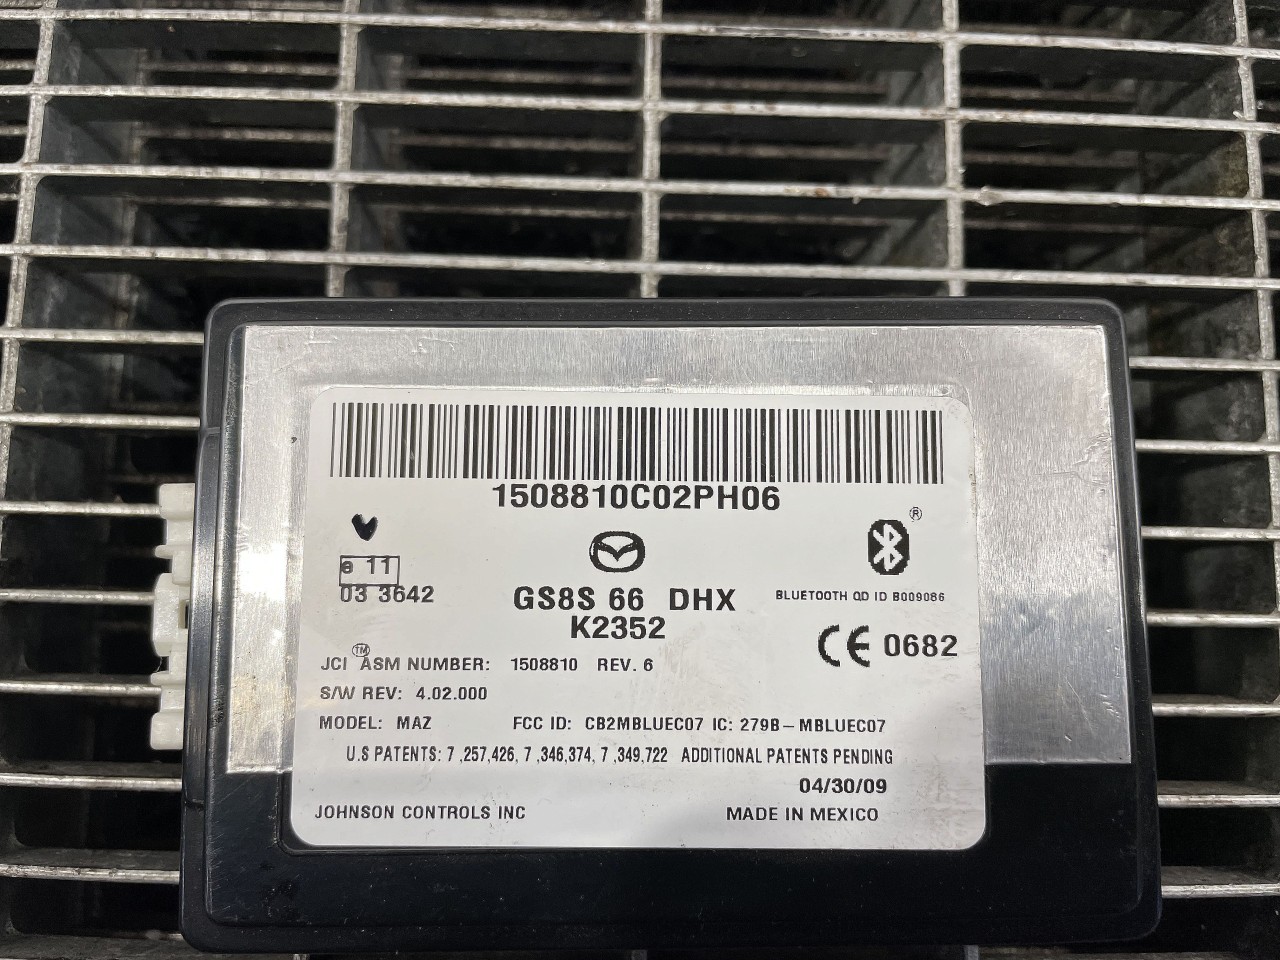 1508810C02PH06
®
e 11
03 3642
GS8S 66 DHX
K2352
BLUETOOTH QD ID B009086
CE 0682
JCI™ ASM NUMBER: 1508810 REV. 6
S/W REV: 4.02.000
MODEL: MAZ FCC ID: CB2MBLUEC07 IC: 279B-MBLUEC07
U.S PATENTS: 7 ,257,426, 7 ,346,374, 7 ,349,722 ADDITIONAL PATENTS PENDING
04/30/09
JOHNSON CONTROLS INC MADE IN MEXICO